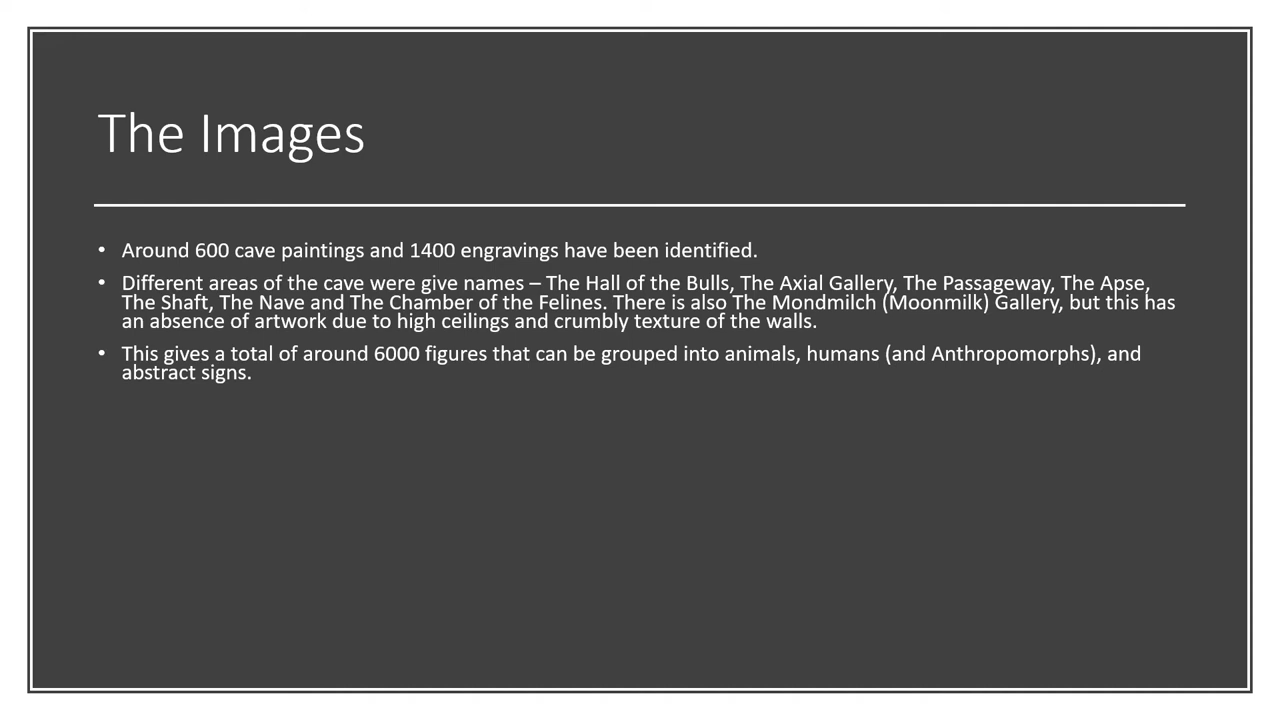 The Images
• Around 600 cave paintings and 1400 engravings have been identified.
• Different areas of the cave were give names – The Hall of the Bulls, The Axial Gallery, The Passageway, The Apse,
The Shaft, The Nave and The Chamber of the Felines. There is also The Mondmilch (Moonmilk) Gallery, but this has
an absence of artwork due to high ceilings and crumbly texture of the walls.
• This gives a total of around 6000 figures that can be grouped into animals, humans (and Anthropomorphs), and
abstract signs.